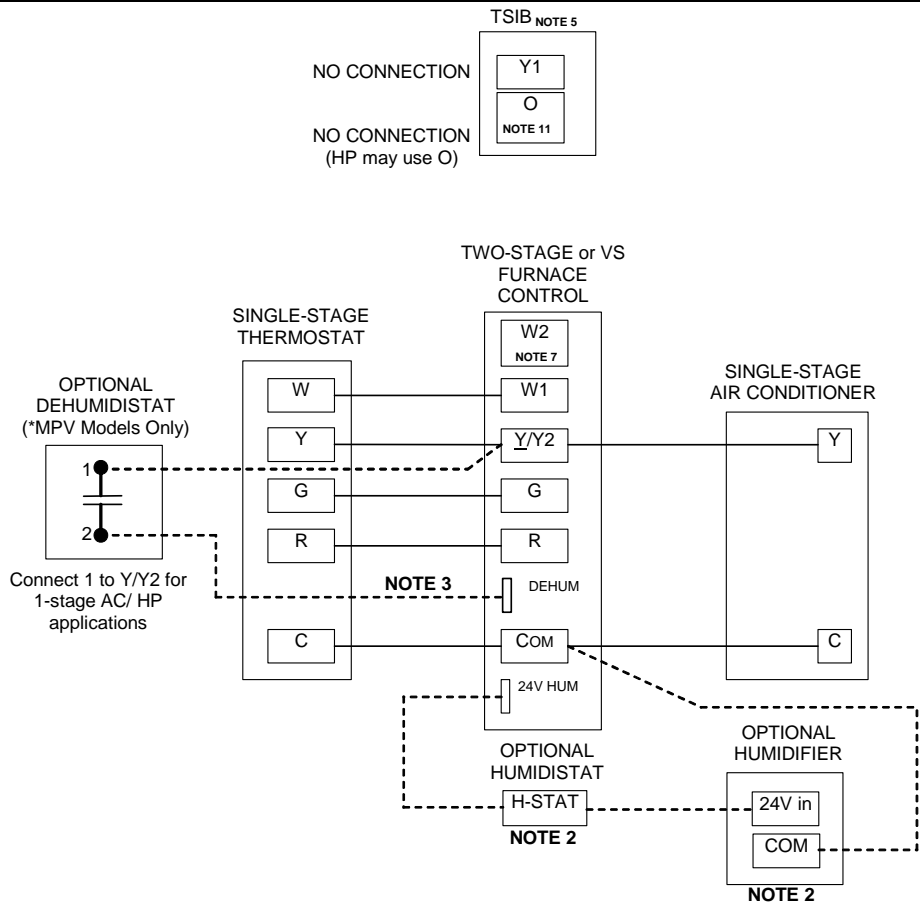 TSIB NOTE 5
NO CONNECTION
Y1
O
NOTE 11
NO CONNECTION
(HP may use O)
TWO-STAGE or VS
FURNACE
CONTROL
SINGLE-STAGE
THERMOSTAT
W2
NOTE 7
SINGLE-STAGE
AIR CONDITIONER
OPTIONAL
DEHUMIDISTAT
(*MPV Models Only)
W
W1
Y
Y/Y2
Y
1
G
G
2
R
R
Connect 1 to Y/Y2 for
1-stage AC/ HP
applications
NOTE 3
DEHUM
C
COM
C
24V HUM
OPTIONAL
HUMIDISTAT
OPTIONAL
HUMIDIFIER
H-STAT
24V in
NOTE 2
COM
NOTE 2